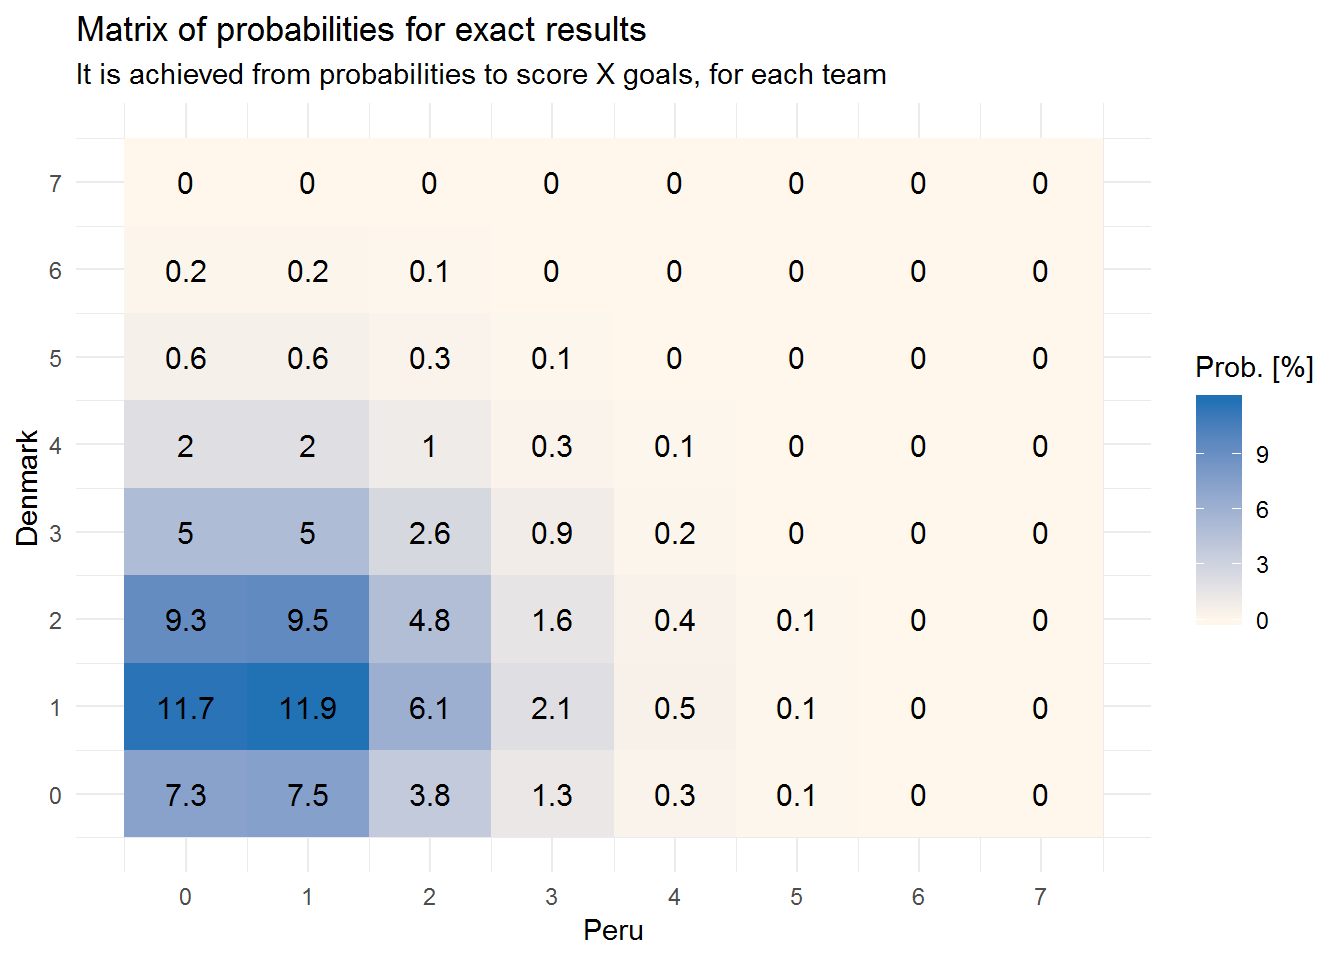 Matrix of probabilities for exact results
It is achieved from probabilities to score X goals, for each team
7 0 0 0 0 0 0 0 0
6 0.2 0.2 0.1 0 0 0 0 0
5 0.6 0.6 0.3 0.1 0 0 0 0
4 2 2 1 0.3 0.1 0 0 0
3 5 5 2.6 0.9 0.2 0 0 0
2 9.3 9.5 4.8 1.6 0.4 0.1 0 0
1 11.7 11.9 6.1 2.1 0.5 0.1 0 0
0 7.3 7.5 3.8 1.3 0.3 0.1 0 0
0 1 2 3 4 5 6 7
Peru
Denmark
Prob. [%]
9
6
3
0